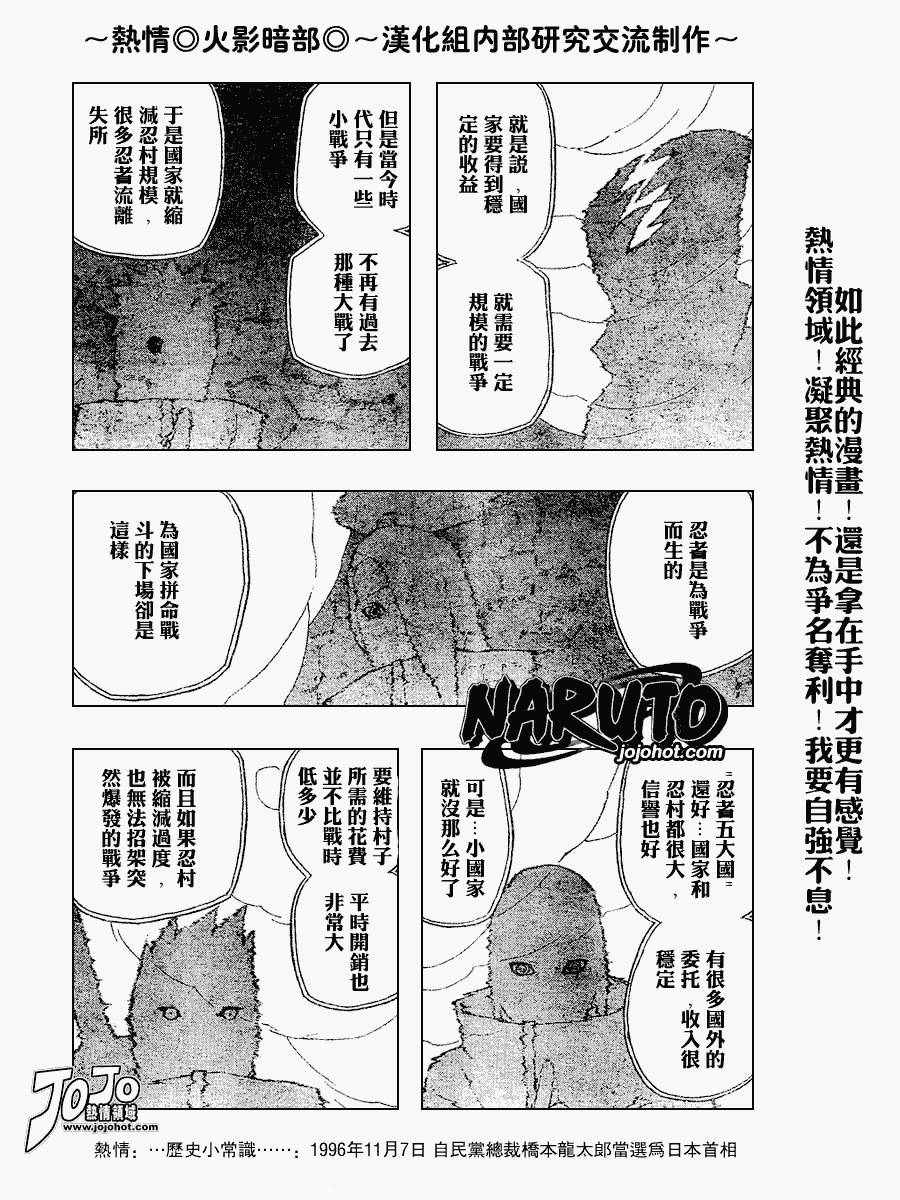 ～熱情◎火影暗部◎～漢化組内部研究交流制作～
就是説﹐國
家要得到穩
定的收益
就需要一定
規模的戰爭
但是當今時
代只有一些
小戰爭
不再有過去
那種大戰了
于是國家就縮
減忍村規模﹐
很多忍者流離
失所
忍者是為戰爭
而生的
為國家拼命戰
斗的下場卻是
這樣
NARUTO
jojohot.com
"忍者五大國"
還好…國家和
忍村都很大﹐
信譽也好
有很多國外的
委托﹐收入很
穩定
可是…小國家
就沒那么好了
要維持村子
所需的花費
並不比戰時
低多少
平時開銷也
非常大
而且如果忍村
被縮減過度﹐
也無法招架突
然爆發的戰爭
如此經典的漫畫！還是拿在手中才更有感覺！
熱情領域！凝聚熱情！不為爭名奪利！我要自強不息！
JOJO
熱情領域
www.jojohot.com
熱情：…歷史小常識……：1996年11月7日 自民黨總裁橋本龍太郎當選爲日本首相